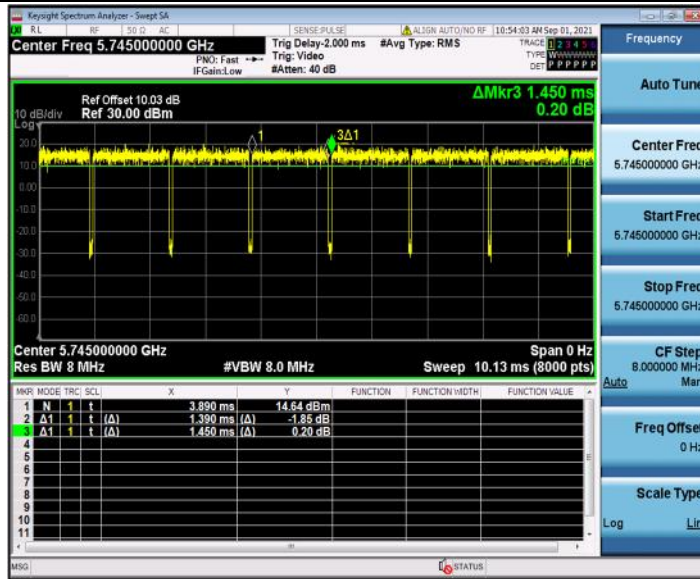 Keysight Spectrum Analyzer - Swept SA
RL RF 50 Ω AC SENSE:PULSE ALIGN AUTO/NO RF 10:54:03 AM Sep 01, 2021
Center Freq 5.745000000 GHz Trig Delay-2.000 ms #Avg Type: RMS TRACE 1 2 3 4 5 6
PNO: Fast Trig: Video TYPE
IFGain:Low #Atten: 40 dB DET P P P P P P
ΔMkr3 1.450 ms
0.20 dB
Ref Offset 10.03 dB
10 dB/div Ref 30.00 dBm
Log
20.0
10.0
0.00
-10.0
-20.0
-30.0
-40.0
-50.0
-60.0
1
3Δ1
Center 5.745000000 GHz Span 0 Hz
Res BW 8 MHz #VBW 8.0 MHz Sweep 10.13 ms (8000 pts)
MKR MODE TRC SCL X Y FUNCTION FUNCTION WIDTH FUNCTION VALUE
1 N 1 t 3.890 ms 14.64 dBm
2 Δ1 1 t (Δ) 1.390 ms (Δ) -1.85 dB
3 Δ1 1 t (Δ) 1.450 ms (Δ) 0.20 dB
4
5
6
7
8
9
10
11
MSG STATUS
Frequency
Auto Tune
Center Freq
5.745000000 GHz
Start Freq
5.745000000 GHz
Stop Freq
5.745000000 GHz
CF Step
8.000000 MHz
Auto Man
Freq Offset
0 Hz
Scale Type
Log Lin